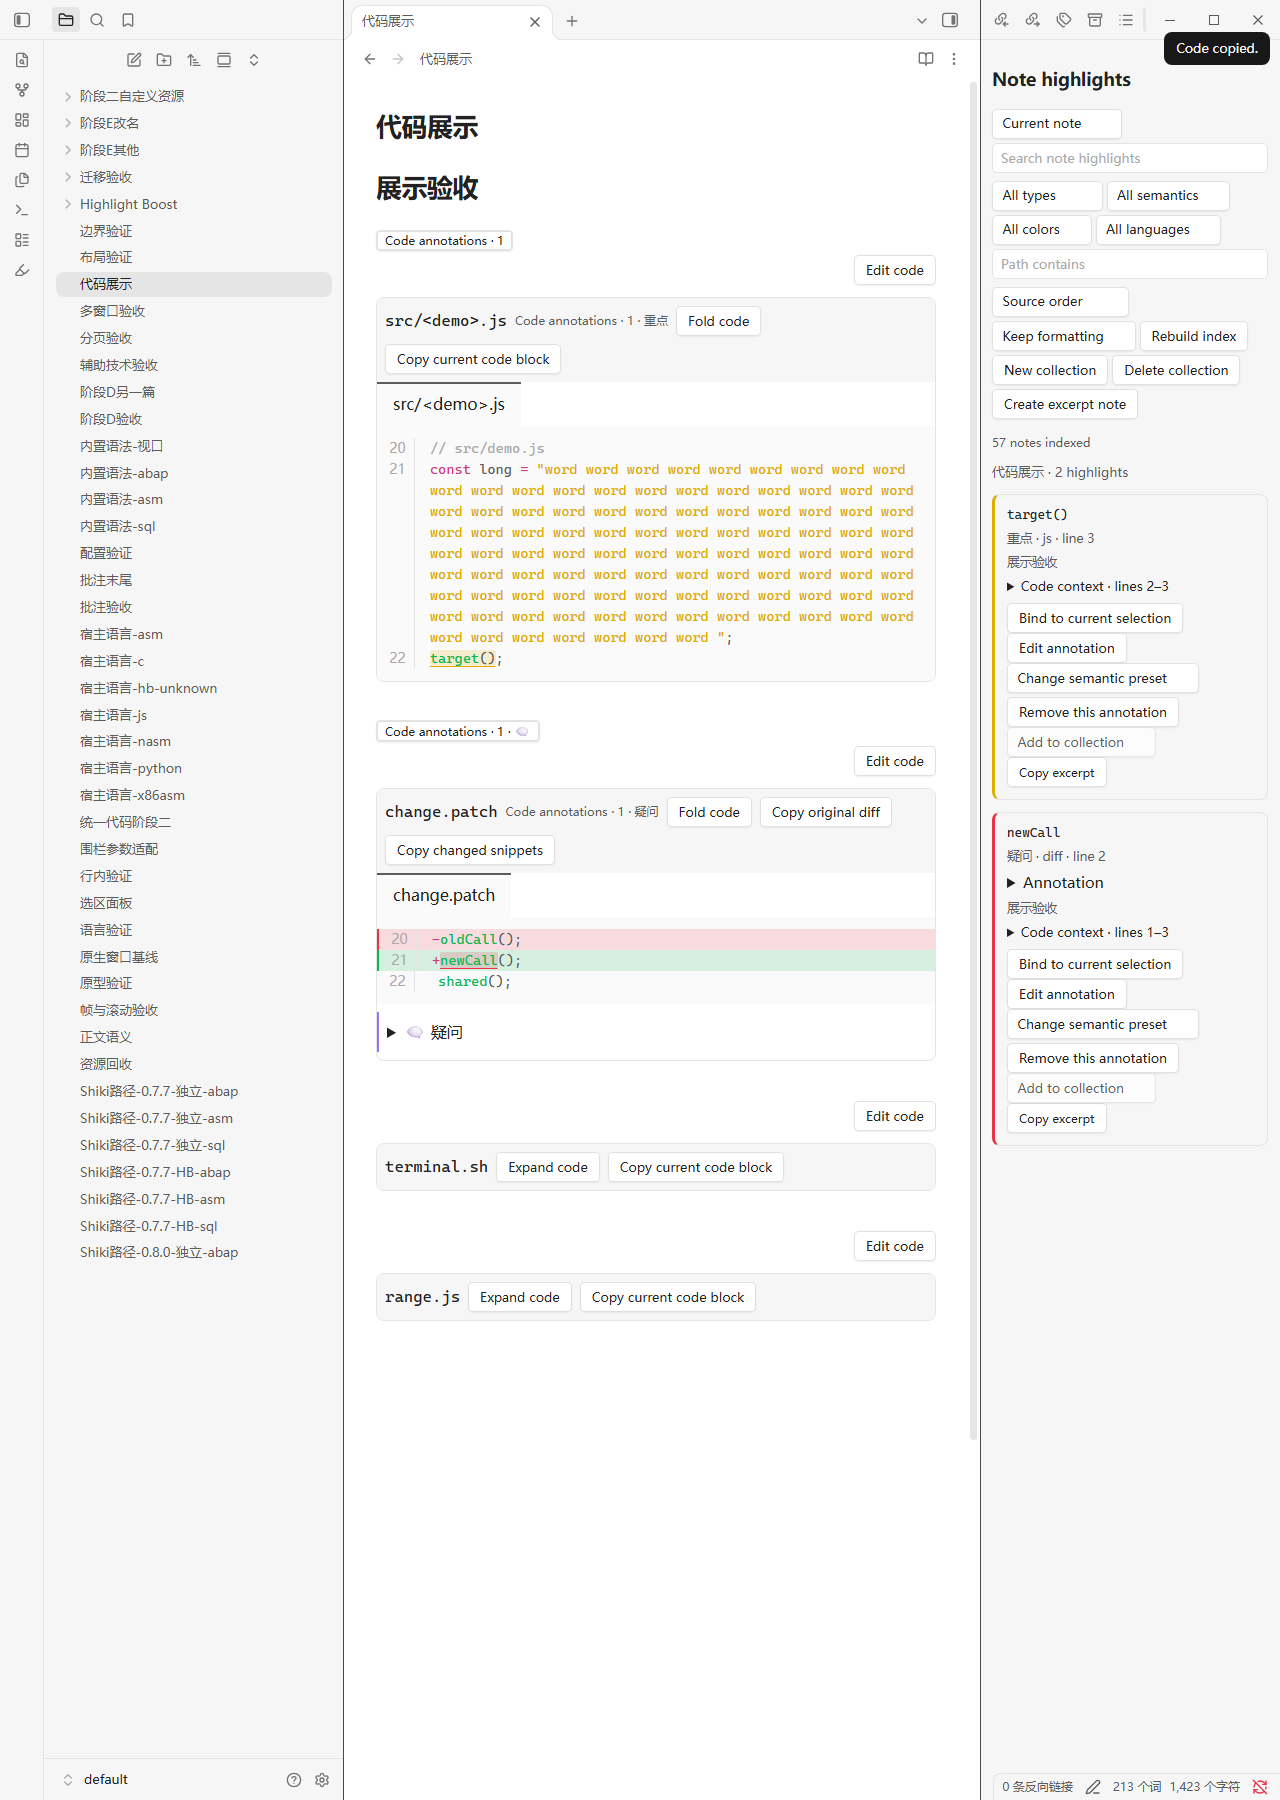 代码展示
Code copied.
代码展示
阶段二自定义资源
阶段E改名
阶段E其他
迁移验收
Highlight Boost
边界验证
布局验证
代码展示
多窗口验收
分页验收
辅助技术验收
阶段D另一篇
阶段D验收
内置语法-视口
内置语法-abap
内置语法-asm
内置语法-sql
配置验证
批注末尾
批注验收
宿主语言-asm
宿主语言-c
宿主语言-hb-unknown
宿主语言-js
宿主语言-nasm
宿主语言-python
宿主语言-x86asm
统一代码阶段二
围栏参数适配
行内验证
选区面板
语言验证
原生窗口基线
原型验证
帧与滚动验收
正文语义
资源回收
Shiki路径-0.7.7-独立-abap
Shiki路径-0.7.7-独立-asm
Shiki路径-0.7.7-独立-sql
Shiki路径-0.7.7-HB-abap
Shiki路径-0.7.7-HB-asm
Shiki路径-0.7.7-HB-sql
Shiki路径-0.8.0-独立-abap
default
代码展示
展示验收
Code annotations · 1
Edit code
src/<demo>.js Code annotations · 1 · 重点 Fold code
Copy current code block
src/<demo>.js
20 // src/demo.js
21 const long = "word word word word word word word word word
word word word word word word word word word word word word
word word word word word word word word word word word word
word word word word word word word word word word word word
word word word word word word word word word word word word
word word word word word word word word word word word word
word word word word word word word word word word word word
word word word word word word word word word word word word
word word word word word word word ";
22 target();
Code annotations · 1 · 💬
Edit code
change.patch Code annotations · 1 · 疑问 Fold code Copy original diff
Copy changed snippets
change.patch
20 -oldCall();
21 +newCall();
22 shared();
疑问
Edit code
terminal.sh Expand code Copy current code block
Edit code
range.js Expand code Copy current code block
Note highlights
Current note
Search note highlights
All types All semantics
All colors All languages
Path contains
Source order
Keep formatting Rebuild index
New collection Delete collection
Create excerpt note
57 notes indexed
代码展示 · 2 highlights
target()
重点 · js · line 3
展示验收
Code context · lines 2–3
Bind to current selection
Edit annotation
Change semantic preset
Remove this annotation
Add to collection
Copy excerpt
newCall
疑问 · diff · line 2
Annotation
展示验收
Code context · lines 1–3
Bind to current selection
Edit annotation
Change semantic preset
Remove this annotation
Add to collection
Copy excerpt
0 条反向链接 213 个词 1,423 个字符